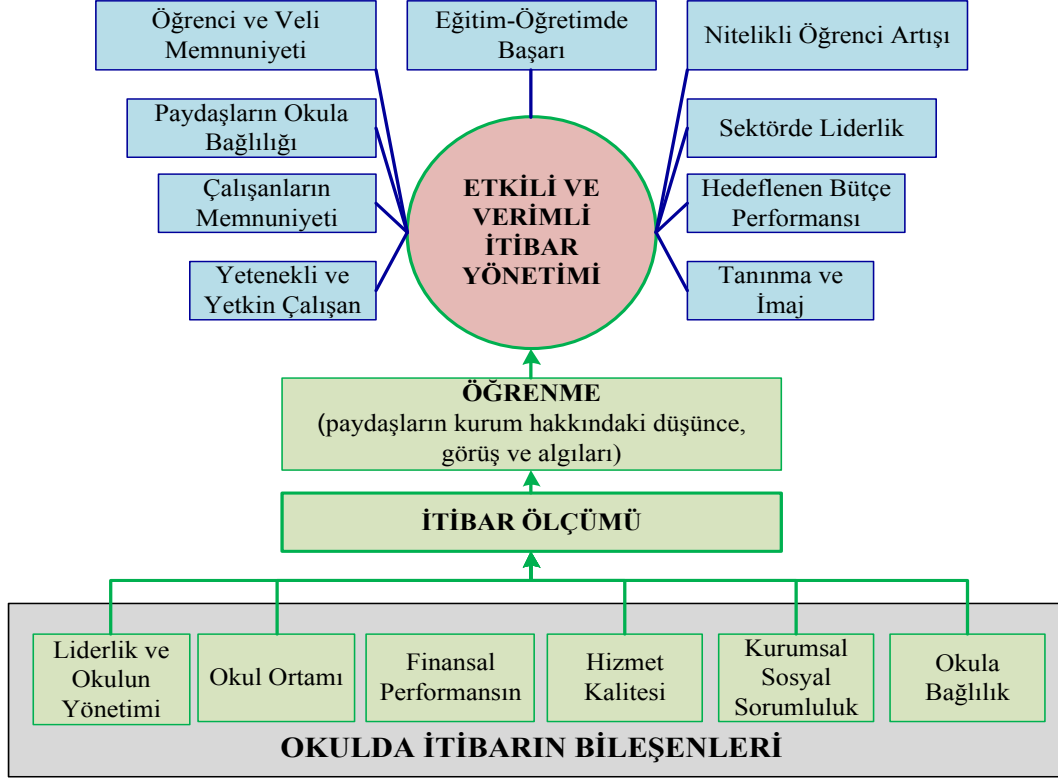 Öğrenci ve Veli
Memnuniyeti
Eğitim-Öğretimde
Başarı
Nitelikli Öğrenci Artışı
Paydaşların Okula
Bağlılığı
Sektörde Liderlik
Çalışanların
Memnuniyeti
Hedeflenen Bütçe
Performansı
Yetenekli ve
Yetkin Çalışan
Tanınma ve
İmaj
ETKİLİ VE
VERİMLİ
İTİBAR
YÖNETİMİ
ÖĞRENME
(paydaşların kurum hakkındaki düşünce,
görüş ve algıları)
İTİBAR ÖLÇÜMÜ
Liderlik ve
Okulun
Yönetimi
Okul Ortamı
Finansal
Performansın
Hizmet
Kalitesi
Kurumsal
Sosyal
Sorumluluk
Okula
Bağlılık
OKULDA İTİBARIN BİLEŞENLERİ